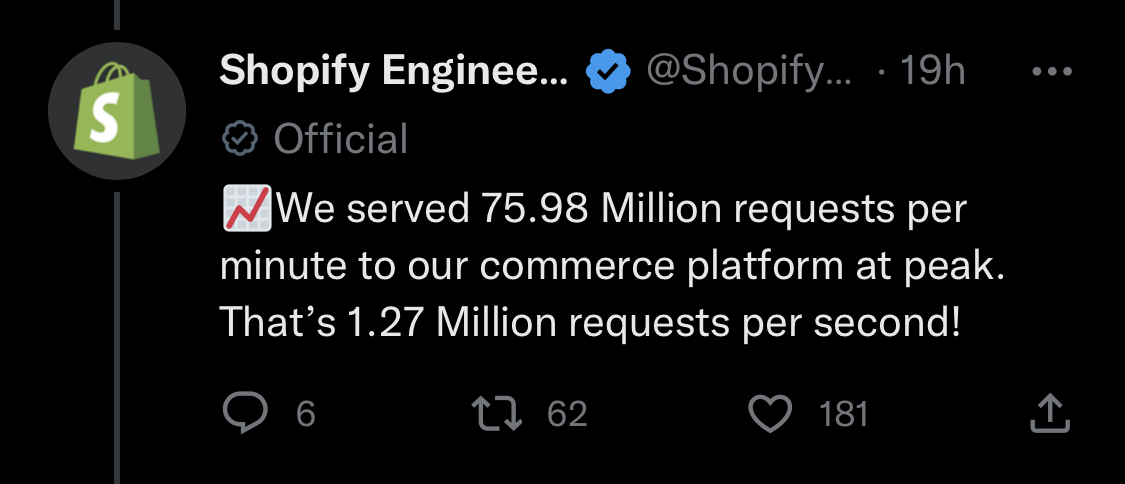 Shopify Enginee... @Shopify... · 19h
Official
📈We served 75.98 Million requests per
minute to our commerce platform at peak.
That’s 1.27 Million requests per second!
6 62 181